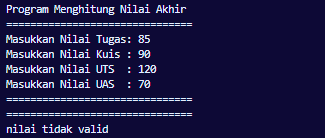 Program Menghitung Nilai Akhir
==============================
Masukkan Nilai Tugas: 85
Masukkan Nilai Kuis : 90
Masukkan Nilai UTS  : 120
Masukkan Nilai UAS  : 70
==============================
==============================
nilai tidak valid